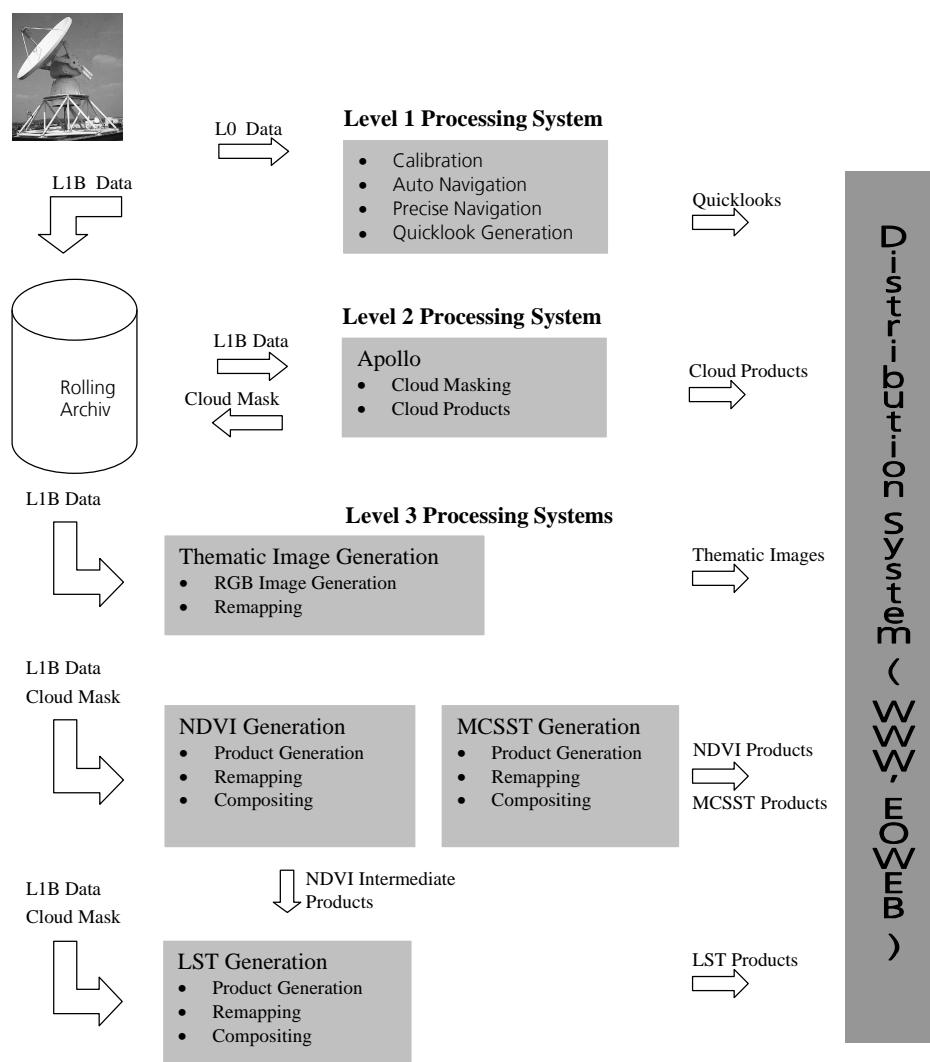 L0 Data
Level 1 Processing System
• Calibration
• Auto Navigation
• Precise Navigation
• Quicklook Generation
L1B Data
Quicklooks
Rolling
Archiv
Level 2 Processing System
L1B Data
Cloud Mask
Apollo
• Cloud Masking
• Cloud Products
Cloud Products
L1B Data
Level 3 Processing Systems
Thematic Image Generation
• RGB Image Generation
• Remapping
Thematic Images
L1B Data
Cloud Mask
NDVI Generation
• Product Generation
• Remapping
• Compositing
MCSST Generation
• Product Generation
• Remapping
• Compositing
NDVI Products
MCSST Products
NDVI Intermediate
Products
L1B Data
Cloud Mask
LST Generation
• Product Generation
• Remapping
• Compositing
LST Products
Distribution system ( WWW, EOWEB )